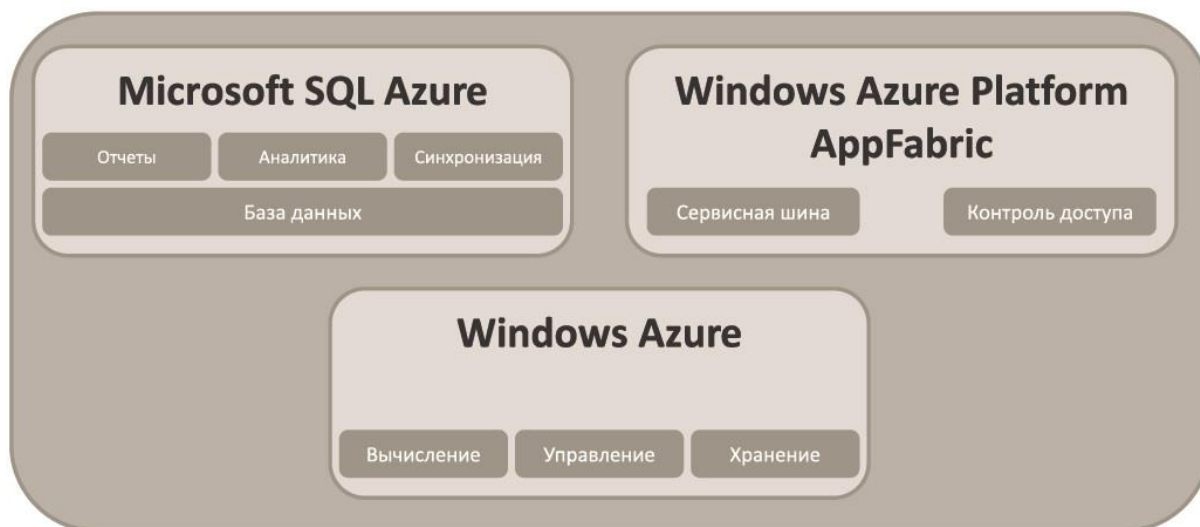 Microsoft SQL Azure
Отчеты
Аналитика
Синхронизация
База данных
Windows Azure Platform
AppFabric
Сервисная шина
Контроль доступа
Windows Azure
Вычисление
Управление
Хранение